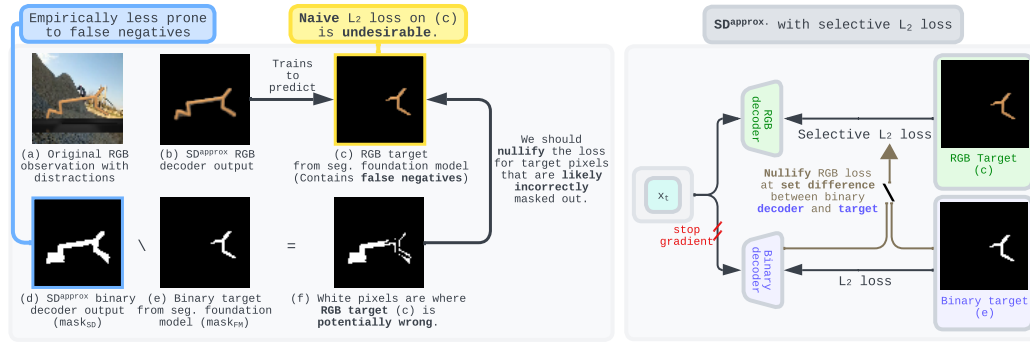 Empirically less prone
to false negatives
Naive L₂ loss on (c)
is undesirable.
Trains
to
predict
(a) Original RGB
observation with
distractions
(b) SDᵃᵖᵖʳᵒˣ RGB
decoder output
(c) RGB target
from seg. foundation model
(Contains false negatives)
We should
nullify the loss
for target pixels
that are likely
incorrectly
masked out.
\
=
(d) SDᵃᵖᵖʳᵒˣ binary
decoder output
(mask_SD)
(e) Binary target
from seg. foundation
model (mask_FM)
(f) White pixels are where
RGB target (c) is
potentially wrong.
SDᵃᵖᵖʳᵒˣ· with selective L₂ loss
RGB
decoder
Selective L₂ loss
RGB Target
(c)
Nullify RGB loss
at set difference
between binary
decoder and target
\
xₜ
stop
gradient
Binary
decoder
L₂ loss
Binary target
(e)